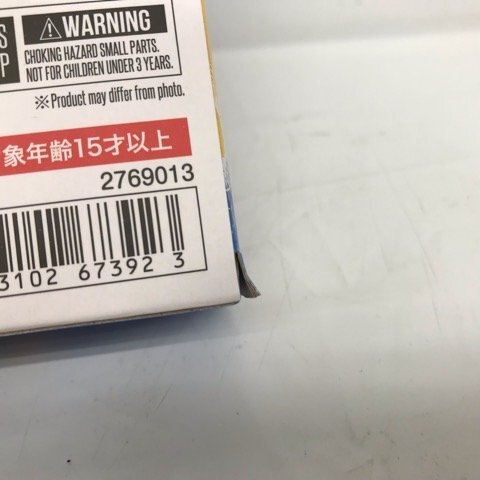 S
P
⚠WARNING
CHOKING HAZARD SMALL PARTS.
NOT FOR CHILDREN UNDER 3 YEARS.
※Product may differ from photo.
象年齢15才以上
2769013
3102 67392 3